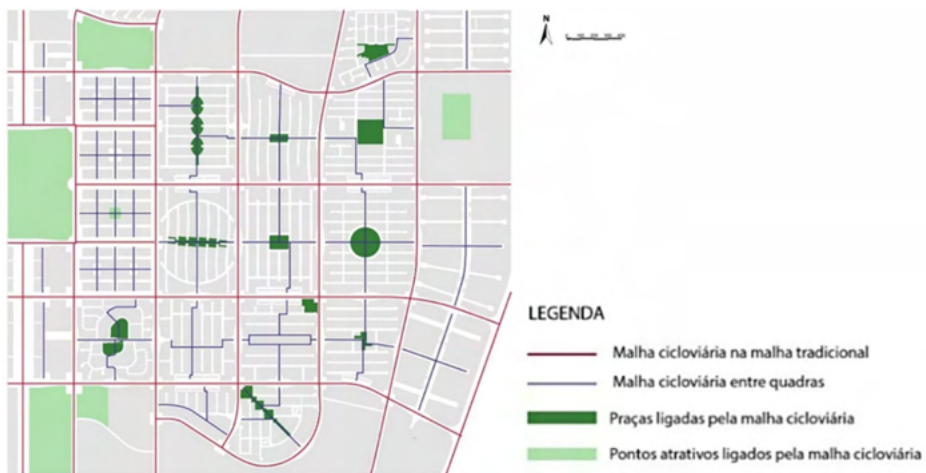 N
LEGENDA
Malha cicloviária na malha tradicional
Malha cicloviária entre quadras
Praças ligadas pela malha cicloviária
Pontos atrativos ligados pela malha cicloviária